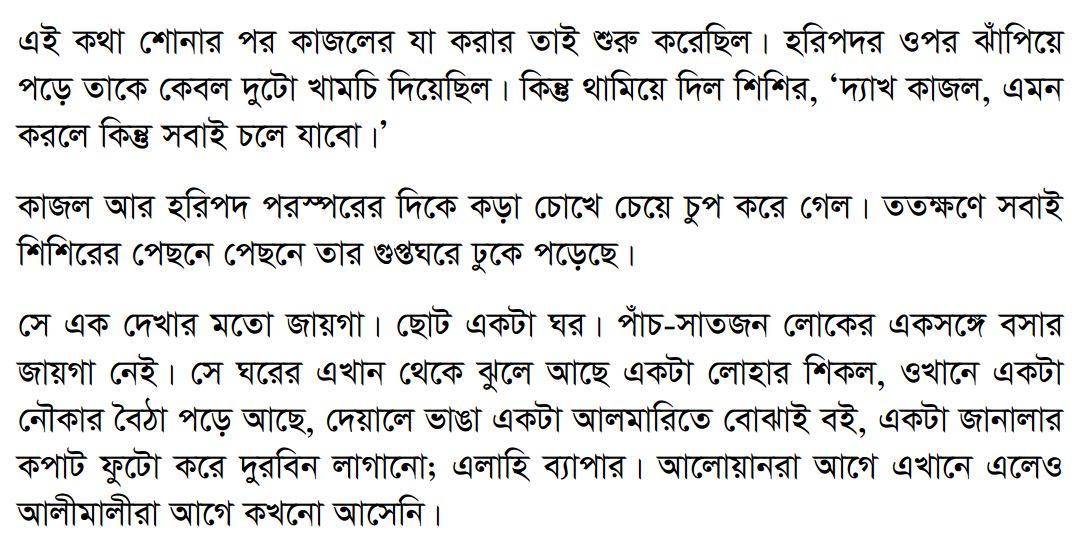 এই কথা শোনার পর কাজলের যা করার তাই শুরু করেছিল। হরিপদর ওপর ঝাঁপিয়ে
পড়ে তাকে কেবল দুটো খামচি দিয়েছিল। কিন্তু থামিয়ে দিল শিশির, ‘দ্যাখ কাজল, এমন
করলে কিন্তু সবাই চলে যাবো।’
কাজল আর হরিপদ পরস্পরের দিকে কড়া চোখে চেয়ে চুপ করে গেল। ততক্ষণে সবাই
শিশিরের পেছনে পেছনে তার গুপ্তঘরে ঢুকে পড়েছে।
সে এক দেখার মতো জায়গা। ছোট একটা ঘর। পাঁচ-সাতজন লোকের একসঙ্গে বসার
জায়গা নেই। সে ঘরের এখান থেকে ঝুলে আছে একটা লোহার শিকল, ওখানে একটা
নৌকার বৈঠা পড়ে আছে, দেয়ালে ভাঙা একটা আলমারিতে বোঝাই বই, একটা জানালার
কপাট ফুটো করে দুরবিন লাগানো; এলাহি ব্যাপার। আলোয়ানরা আগে এখানে এলেও
আলীমালীরা আগে কখনো আসেনি।